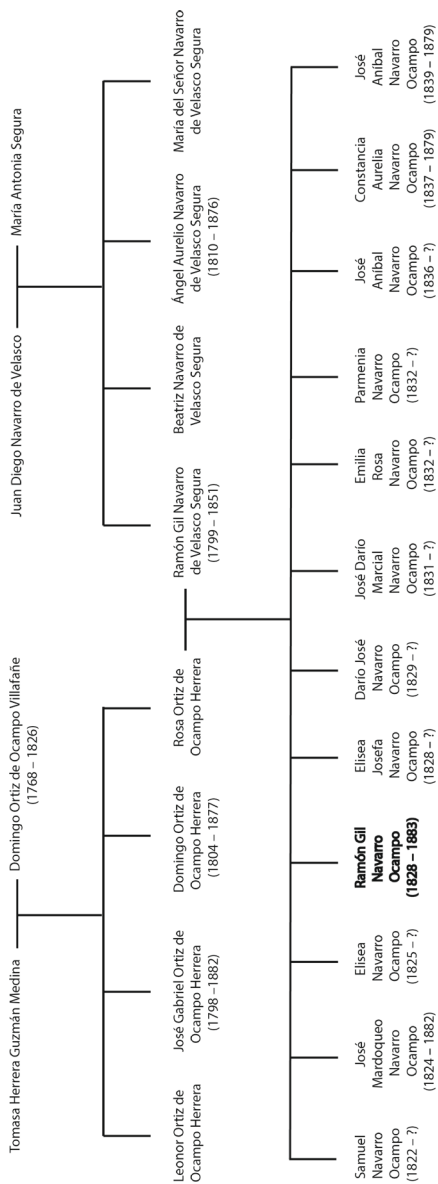 Tomasa Herrera Guzmán Medina
Domingo Ortiz de Ocampo Villafañe
(1768 – 1826)
Juan Diego Navarro de Velasco
María Antonia Segura
Leonor Ortiz de
Ocampo Herrera
José Gabriel Ortiz de
Ocampo Herrera
(1798 –1882)
Domingo Ortiz de
Ocampo Herrera
(1804 – 1877)
Rosa Ortiz de
Ocampo Herrera
Ramón Gil Navarro
de Velasco Segura
(1799 – 1851)
Beatriz Navarro de
Velasco Segura
Ángel Aurelio Navarro
de Velasco Segura
(1810 – 1876)
María del Señor Navarro
de Velasco Segura
Samuel
Navarro
Ocampo
(1822 – ?)
José
Mardoqueo
Navarro
Ocampo
(1824 – 1882)
Elisea
Navarro
Ocampo
(1825 – ?)
Ramón Gil
Navarro
Ocampo
(1828 – 1883)
Elisea
Josefa
Navarro
Ocampo
(1828 – ?)
Darío José
Navarro
Ocampo
(1829 – ?)
José Darío
Marcial
Navarro
Ocampo
(1831 – ?)
Emilia
Rosa
Navarro
Ocampo
(1832 – ?)
Parmenia
Navarro
Ocampo
(1832 – ?)
José
Aníbal
Navarro
Ocampo
(1836 – ?)
Constancia
Aurelia
Navarro
Ocampo
(1837 – 1879)
José
Aníbal
Navarro
Ocampo
(1839 – 1879)